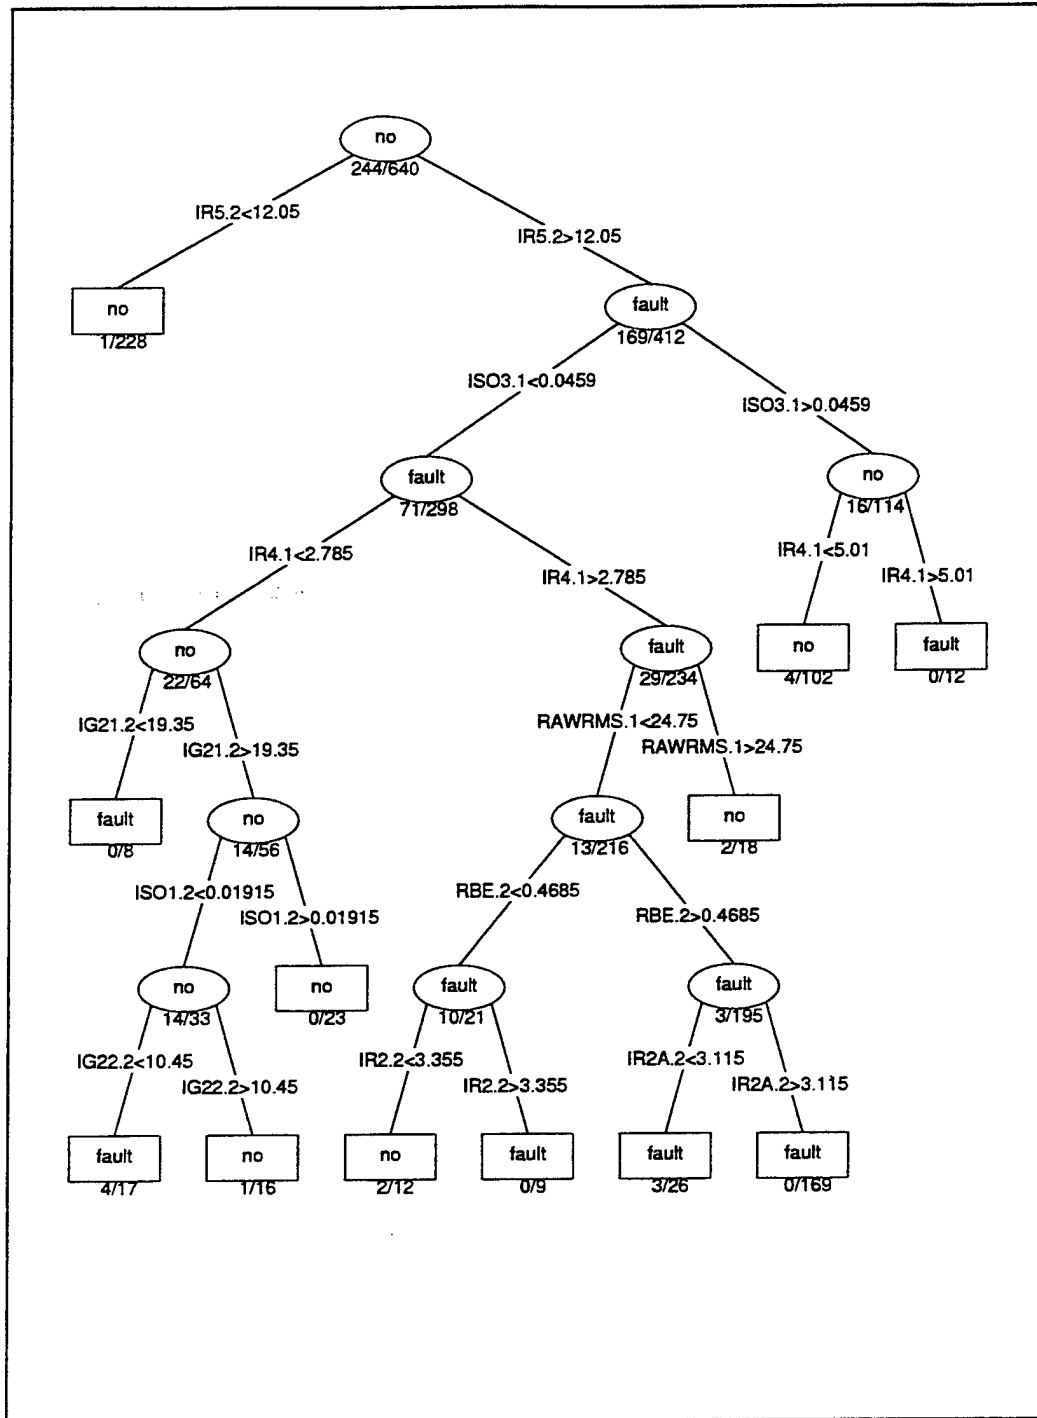 no
244/640
IR5.2<12.05
IR5.2>12.05
no
1/228
fault
169/412
ISO3.1<0.0459
ISO3.1>0.0459
fault
71/298
no
16/114
IR4.1<2.785
IR4.1>2.785
IR4.1<5.01
IR4.1>5.01
no
22/64
fault
29/234
no
4/102
fault
0/12
IG21.2<19.35
IG21.2>19.35
RAWRMS.1<24.75
RAWRMS.1>24.75
fault
0/8
no
14/56
fault
13/216
no
2/18
ISO1.2<0.01915
ISO1.2>0.01915
RBE.2<0.4685
RBE.2>0.4685
no
14/33
no
0/23
fault
10/21
fault
3/195
IG22.2<10.45
IG22.2>10.45
IR2.2<3.355
IR2.2>3.355
IR2A.2<3.115
IR2A.2>3.115
fault
4/17
no
1/16
no
2/12
fault
0/9
fault
3/26
fault
0/169